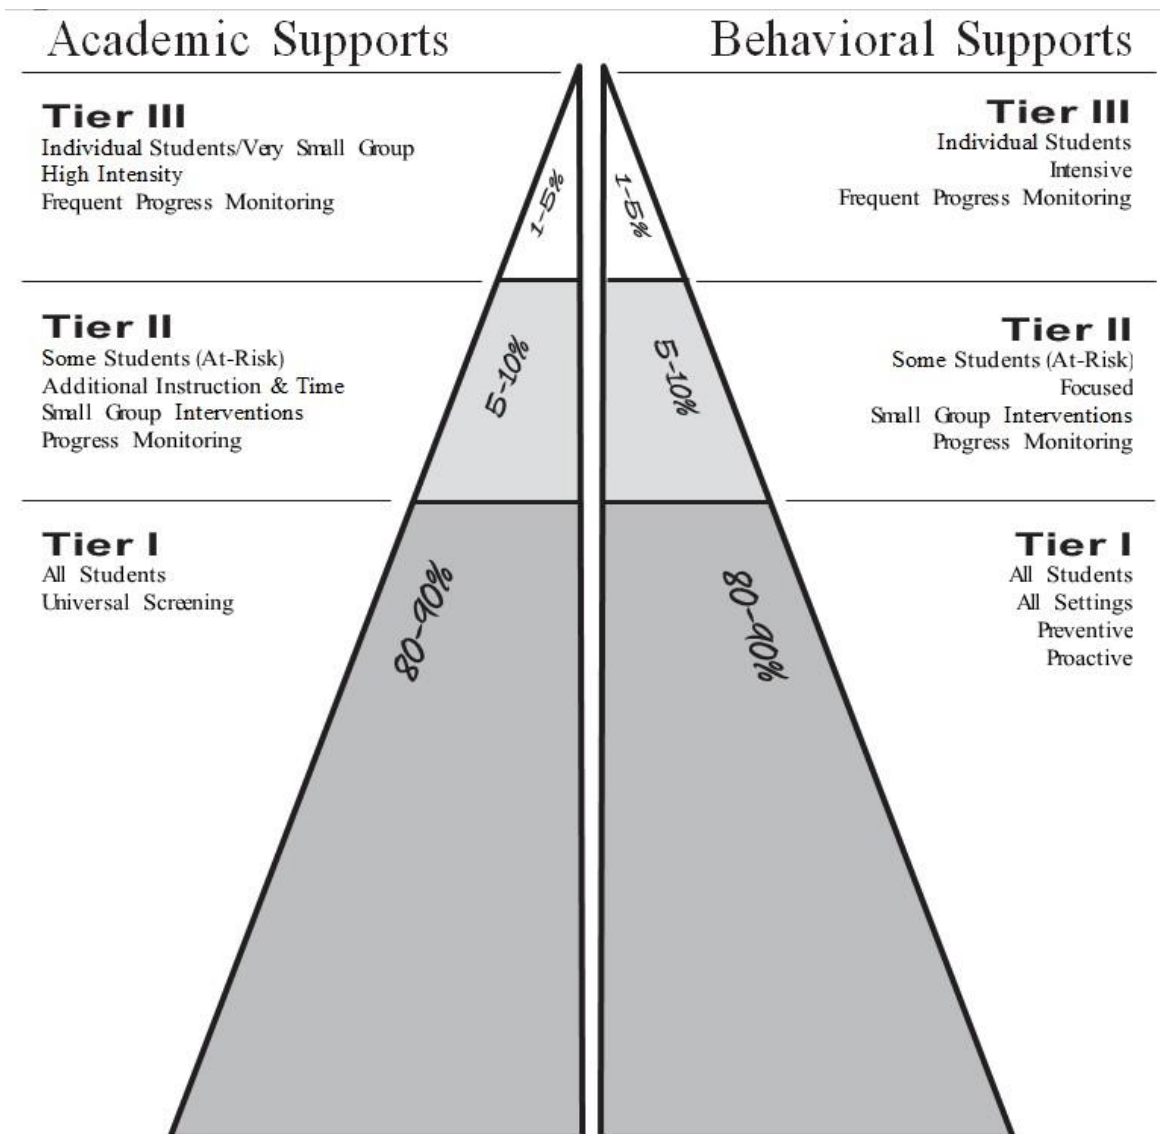 Academic Supports
Behavioral Supports
Tier III
Individual Students/Very Small Group
High Intensity
Frequent Progress Monitoring
1-5%
1-5%
Tier III
Individual Students
Intensive
Frequent Progress Monitoring
Tier II
Some Students (At-Risk)
Additional Instruction & Time
Small Group Interventions
Progress Monitoring
5-10%
5-10%
Tier II
Some Students (At-Risk)
Focused
Small Group Interventions
Progress Monitoring
Tier I
All Students
Universal Screening
80-90%
80-90%
Tier I
All Students
All Settings
Preventive
Proactive